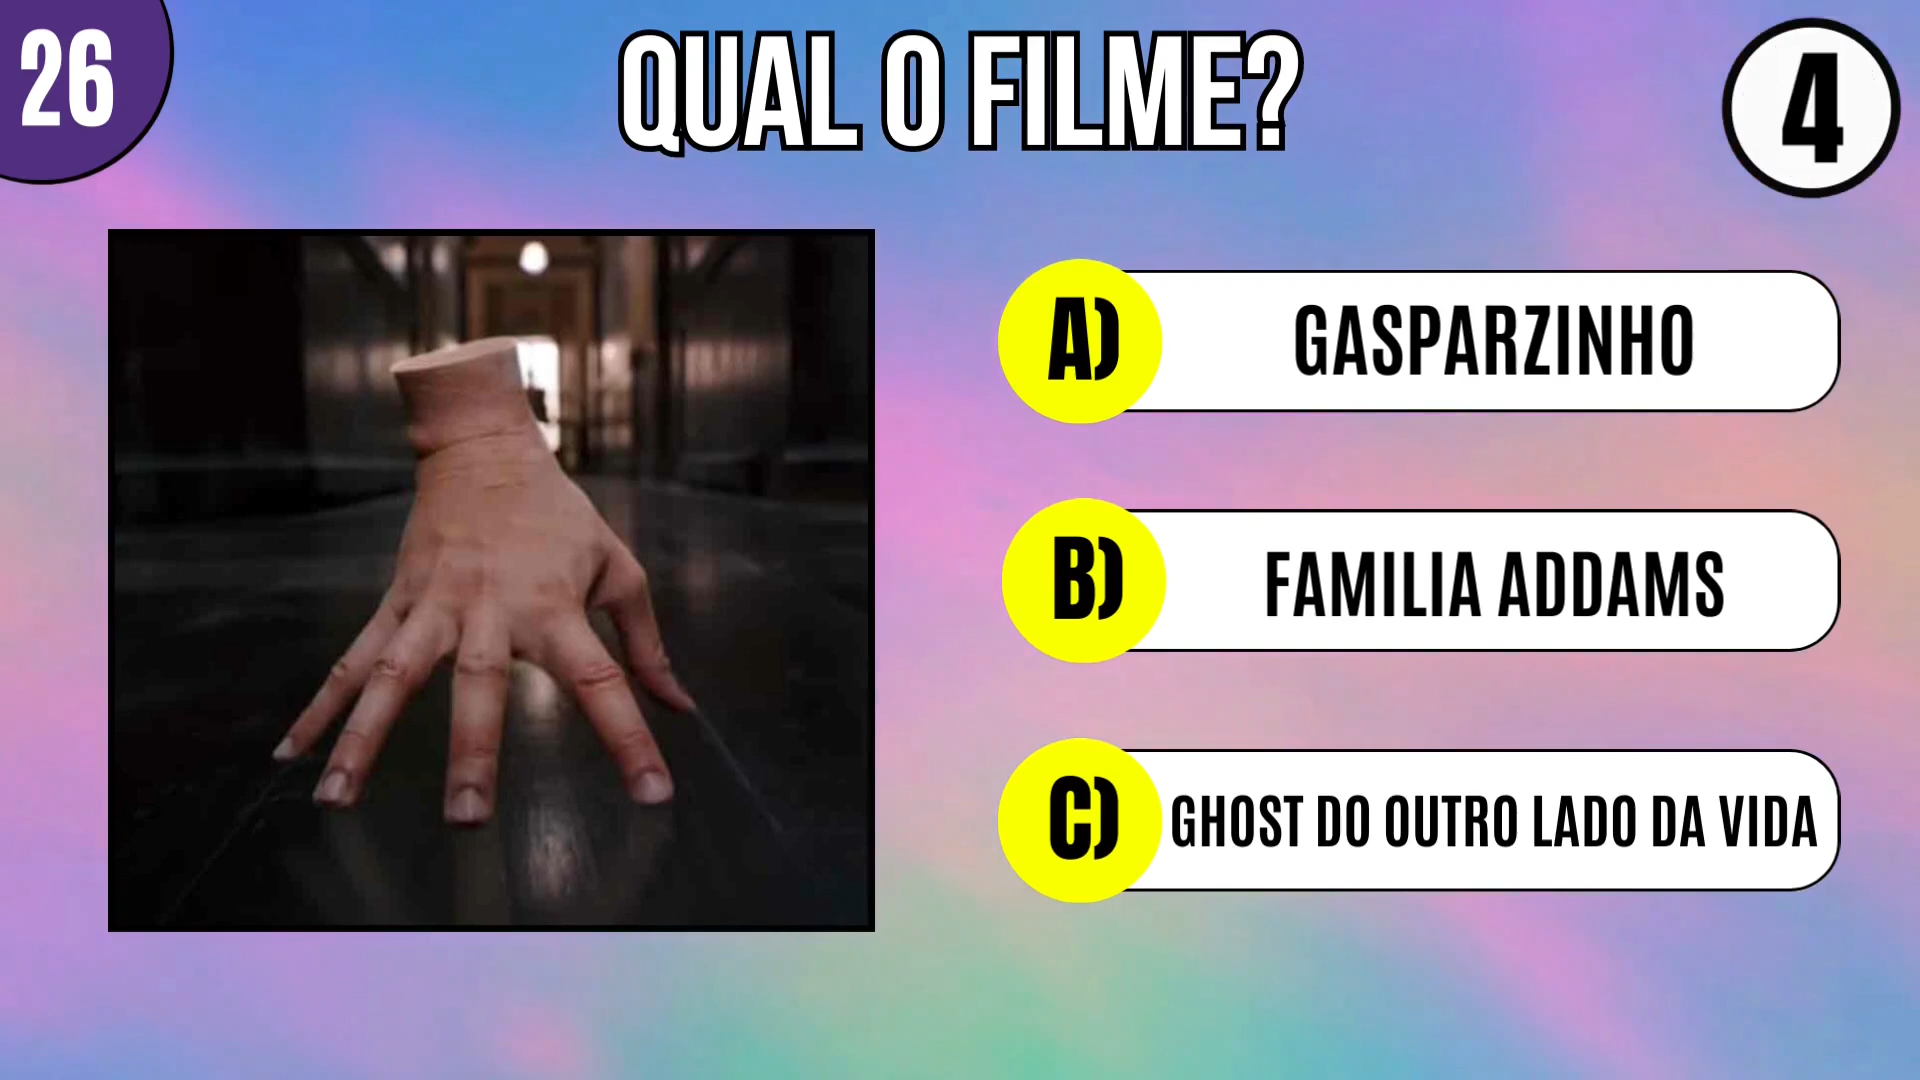 26
QUAL O FILME?
4
A) GASPARZINHO
B) FAMILIA ADDAMS
C) GHOST DO OUTRO LADO DA VIDA